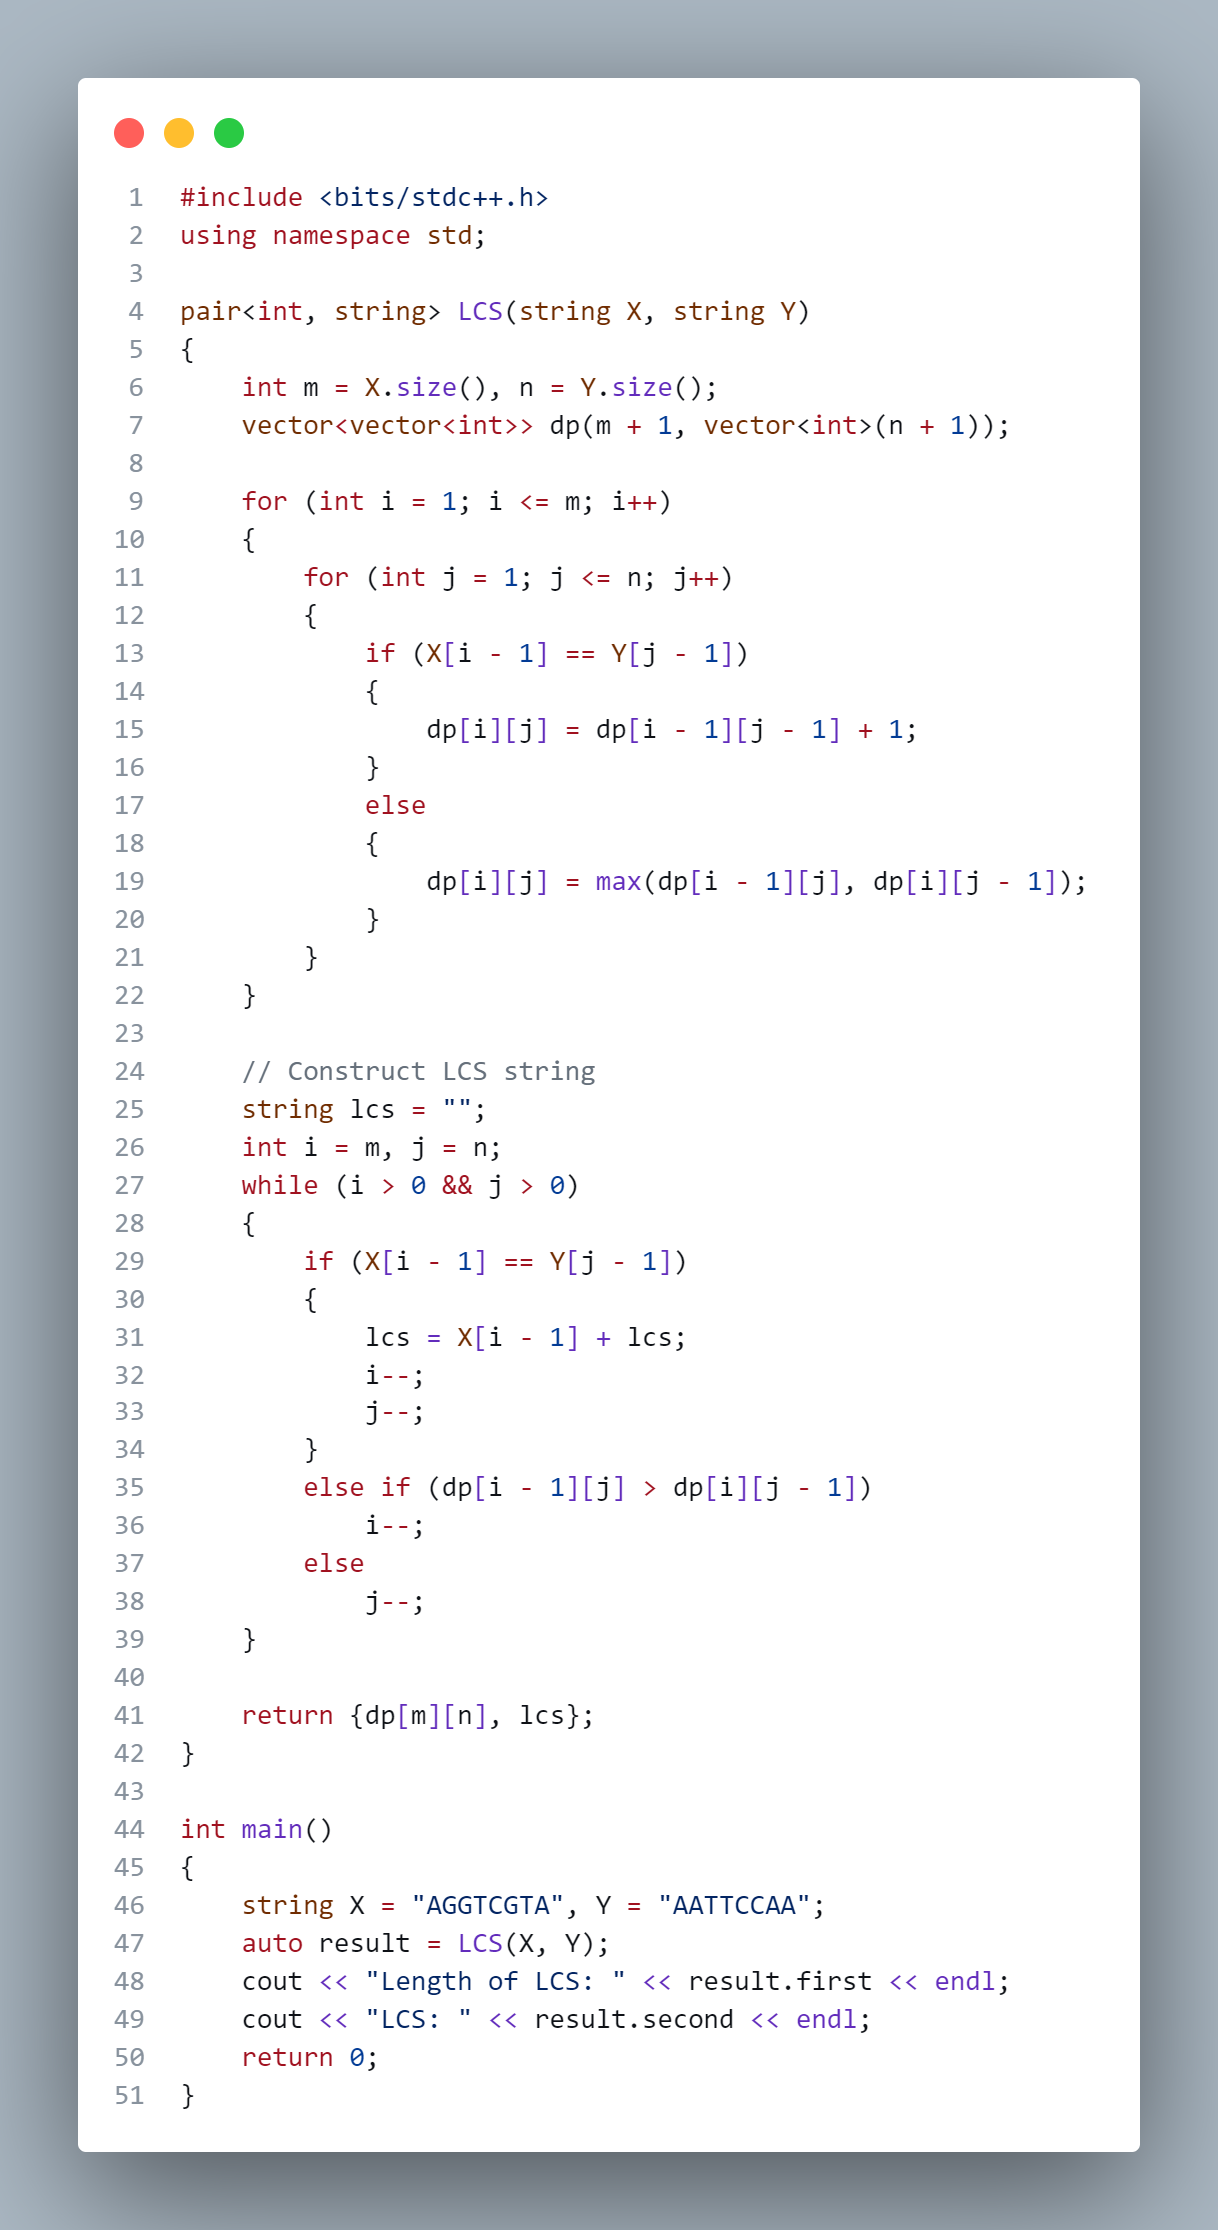 1 #include <bits/stdc++.h>
2 using namespace std;
3
4 pair<int, string> LCS(string X, string Y)
5 {
6     int m = X.size(), n = Y.size();
7     vector<vector<int>> dp(m + 1, vector<int>(n + 1));
8
9     for (int i = 1; i <= m; i++)
10     {
11         for (int j = 1; j <= n; j++)
12         {
13             if (X[i - 1] == Y[j - 1])
14             {
15                 dp[i][j] = dp[i - 1][j - 1] + 1;
16             }
17             else
18             {
19                 dp[i][j] = max(dp[i - 1][j], dp[i][j - 1]);
20             }
21         }
22     }
23
24     // Construct LCS string
25     string lcs = "";
26     int i = m, j = n;
27     while (i > 0 && j > 0)
28     {
29         if (X[i - 1] == Y[j - 1])
30         {
31             lcs = X[i - 1] + lcs;
32             i--;
33             j--;
34         }
35         else if (dp[i - 1][j] > dp[i][j - 1])
36             i--;
37         else
38             j--;
39     }
40
41     return {dp[m][n], lcs};
42 }
43
44 int main()
45 {
46     string X = "AGGTCGTA", Y = "AATTCCAA";
47     auto result = LCS(X, Y);
48     cout << "Length of LCS: " << result.first << endl;
49     cout << "LCS: " << result.second << endl;
50     return 0;
51 }